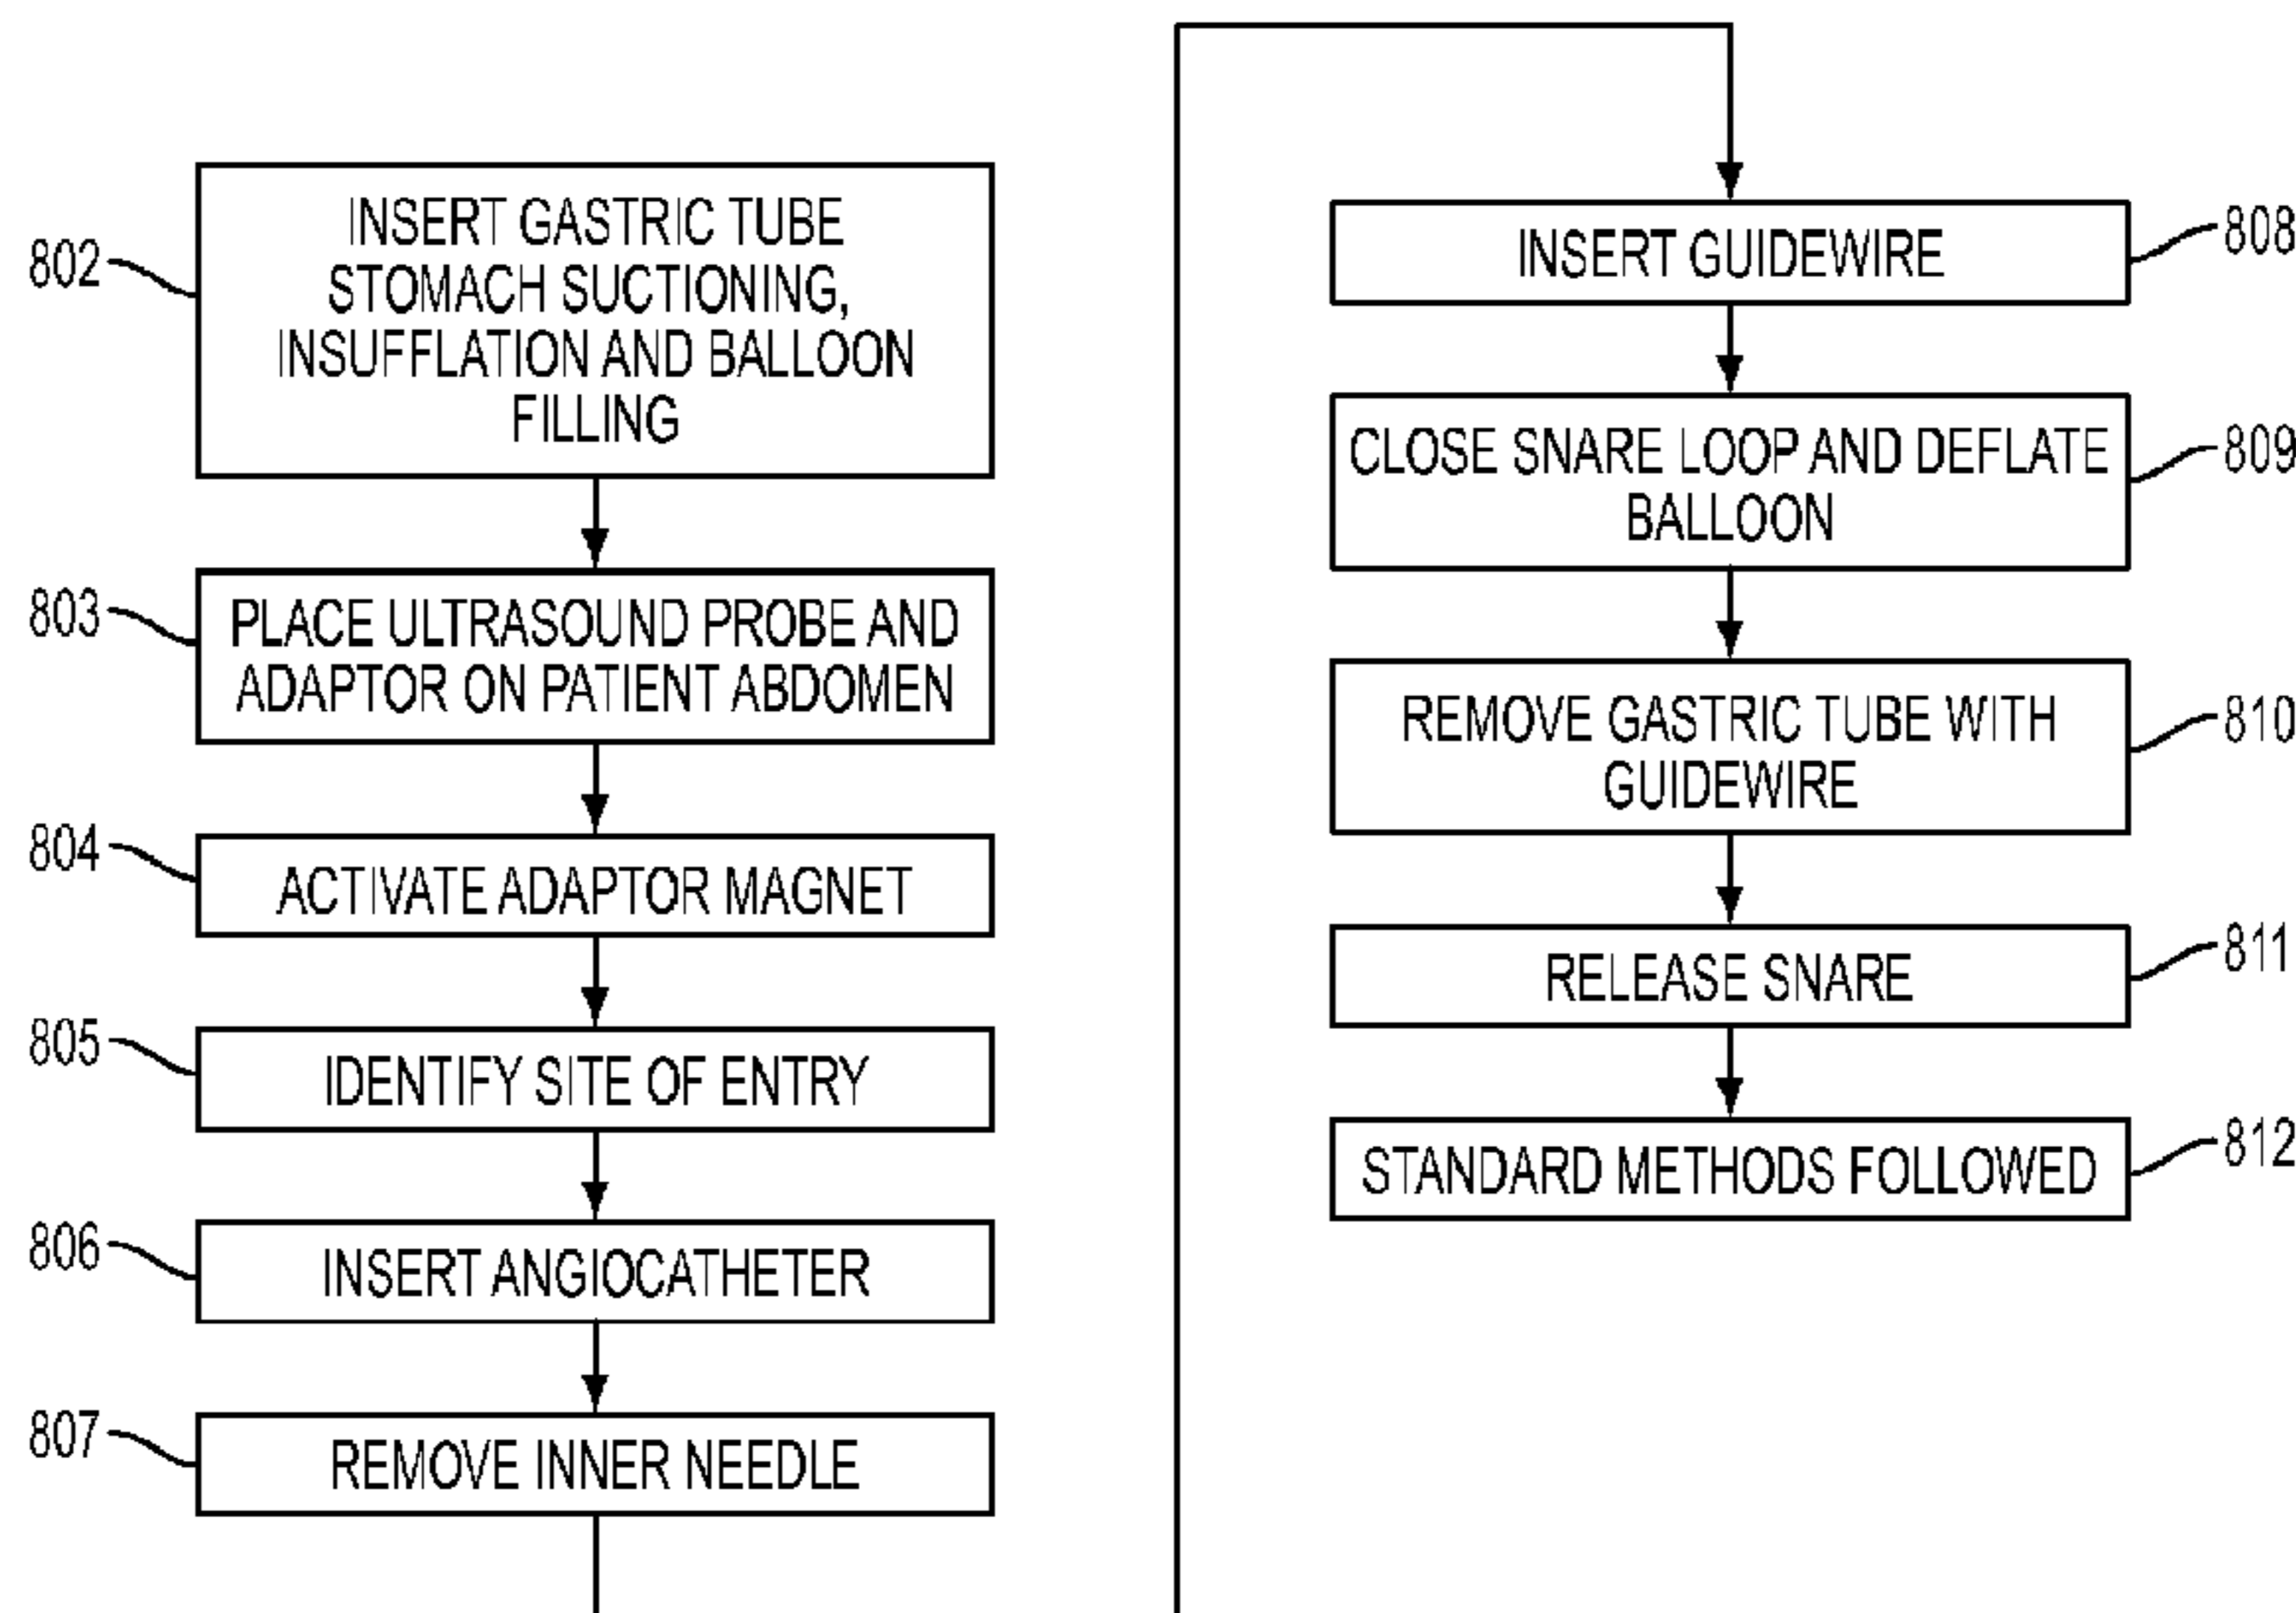 802
INSERT GASTRIC TUBE
STOMACH SUCTIONING,
INSUFFLATION AND BALLOON
FILLING
803
PLACE ULTRASOUND PROBE AND
ADAPTOR ON PATIENT ABDOMEN
804
ACTIVATE ADAPTOR MAGNET
805
IDENTIFY SITE OF ENTRY
806
INSERT ANGIOCATHETER
807
REMOVE INNER NEEDLE
INSERT GUIDEWIRE
808
CLOSE SNARE LOOP AND DEFLATE
BALLOON
809
REMOVE GASTRIC TUBE WITH
GUIDEWIRE
810
RELEASE SNARE
811
STANDARD METHODS FOLLOWED
812